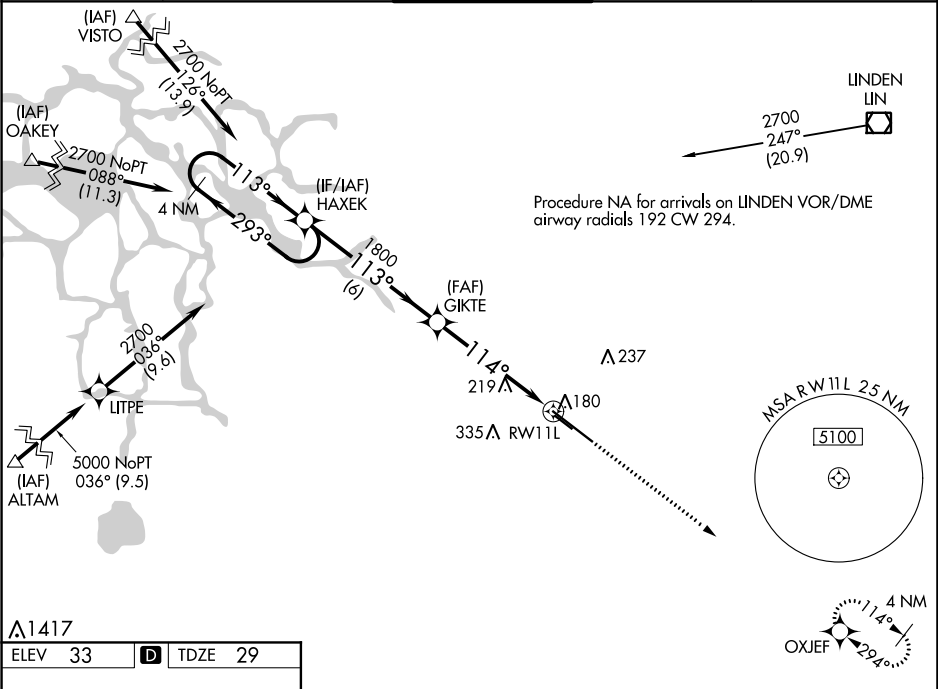 (IAF)
VISTO
2700 NoPT
126°
(13.9)
(IAF)
OAKEY
2700 NoPT
088°
(11.3)
4 NM
113°
293°
(IF/IAF)
HAXEK
1800
113°
(6)
(FAF)
GIKTE
114°
LINDEN
LIN
2700
247°
(20.9)
Procedure NA for arrivals on LINDEN VOR/DME
airway radials 192 CW 294.
2700
036°
(9.6)
LITPE
5000 NoPT
036° (9.5)
(IAF)
ALTAM
237
219
180
335
RW11L
MSA RW11L 25 NM
5100
1417
ELEV 33 D TDZE 29
4 NM
114°
294°
OXJEF